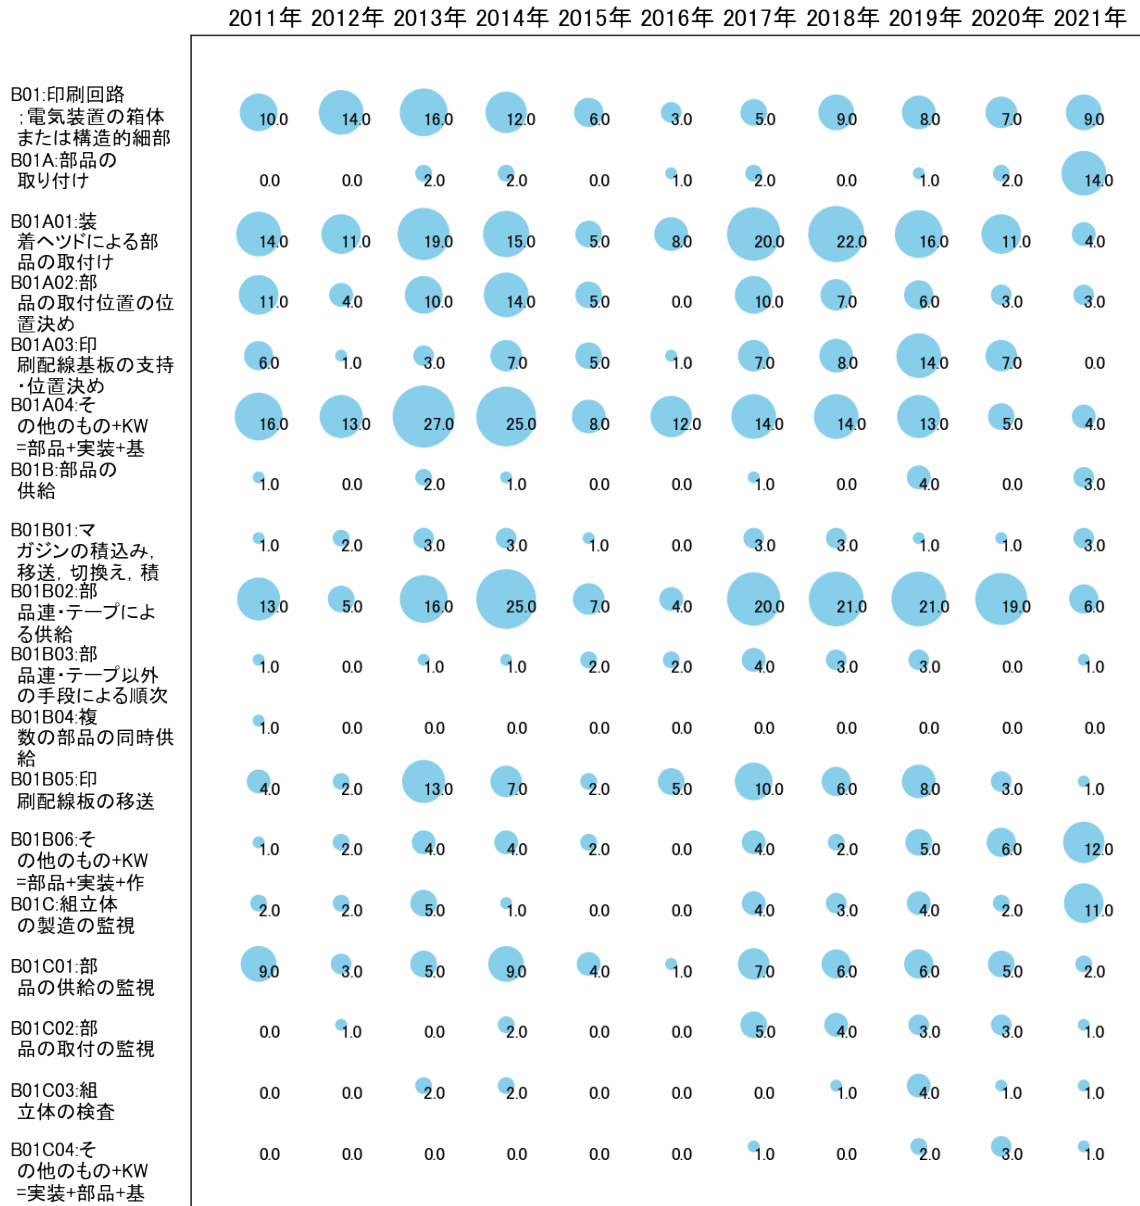 2011年 2012年 2013年 2014年 2015年 2016年 2017年 2018年 2019年 2020年 2021年
B01:印刷回路
;電気装置の箱体
または構造的細部
10.0 14.0 16.0 12.0 6.0 3.0 5.0 9.0 8.0 7.0 9.0
B01A:部品の
取り付け
0.0 0.0 2.0 2.0 0.0 1.0 2.0 0.0 1.0 2.0 14.0
B01A01:装
着ヘツドによる部
品の取付け
14.0 11.0 19.0 15.0 5.0 8.0 20.0 22.0 16.0 11.0 4.0
B01A02:部
品の取付位置の位
置決め
11.0 4.0 10.0 14.0 5.0 0.0 10.0 7.0 6.0 3.0 3.0
B01A03:印
刷配線基板の支持
・位置決め
6.0 1.0 3.0 7.0 5.0 1.0 7.0 8.0 14.0 7.0 0.0
B01A04:そ
の他のもの+KW
=部品+実装+基
16.0 13.0 27.0 25.0 8.0 12.0 14.0 14.0 13.0 5.0 4.0
B01B:部品の
供給
1.0 0.0 2.0 1.0 0.0 0.0 1.0 0.0 4.0 0.0 3.0
B01B01:マ
ガジンの積込み,
移送,切換え,積
1.0 2.0 3.0 3.0 1.0 0.0 3.0 3.0 1.0 1.0 3.0
B01B02:部
品連・テープによ
る供給
13.0 5.0 16.0 25.0 7.0 4.0 20.0 21.0 21.0 19.0 6.0
B01B03:部
品連・テープ以外
の手段による順次
1.0 0.0 1.0 1.0 2.0 2.0 4.0 3.0 3.0 0.0 1.0
B01B04:複
数の部品の同時供
給
1.0 0.0 0.0 0.0 0.0 0.0 0.0 0.0 0.0 0.0 0.0
B01B05:印
刷配線板の移送
4.0 2.0 13.0 7.0 2.0 5.0 10.0 6.0 8.0 3.0 1.0
B01B06:そ
の他のもの+KW
=部品+実装+作
1.0 2.0 4.0 4.0 2.0 0.0 4.0 2.0 5.0 6.0 12.0
B01C:組立体
の製造の監視
2.0 2.0 5.0 1.0 0.0 0.0 4.0 3.0 4.0 2.0 11.0
B01C01:部
品の供給の監視
9.0 3.0 5.0 9.0 4.0 1.0 7.0 6.0 6.0 5.0 2.0
B01C02:部
品の取付の監視
0.0 1.0 0.0 2.0 0.0 0.0 5.0 4.0 3.0 3.0 1.0
B01C03:組
立体の検査
0.0 0.0 2.0 2.0 0.0 0.0 0.0 1.0 4.0 1.0 1.0
B01C04:そ
の他のもの+KW
=実装+部品+基
0.0 0.0 0.0 0.0 0.0 0.0 1.0 0.0 2.0 3.0 1.0